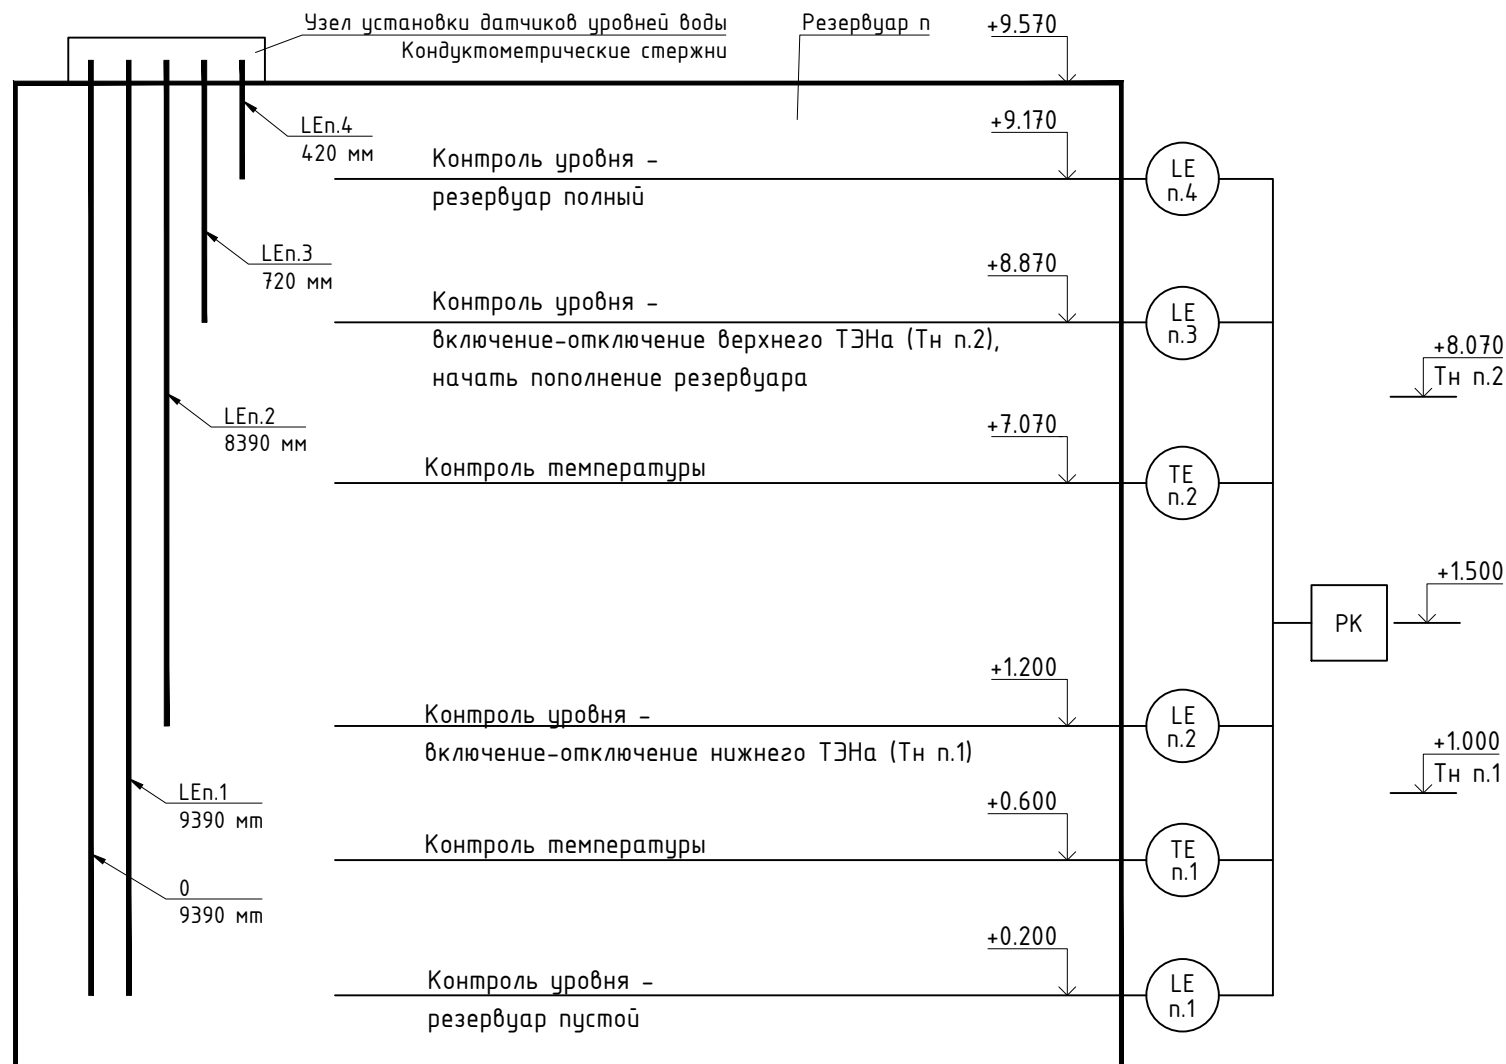 Узел установки датчиков уровней воды
Кондуктометрические стержни
Резервуар n
+9.570
LEn.4
420 мм
+9.170
Контроль уровня –
резервуар полный
LE
n.4
LEn.3
720 мм
+8.870
Контроль уровня –
включение-отключение верхнего ТЭНа (Тн n.2),
начать пополнение резервуара
LE
n.3
+8.070
Тн n.2
LEn.2
8390 мм
+7.070
Контроль температуры
TE
n.2
+1.500
РК
+1.200
Контроль уровня –
включение-отключение нижнего ТЭНа (Тн n.1)
LE
n.2
+1.000
Тн n.1
LEn.1
9390 мm
+0.600
Контроль температуры
TE
n.1
0
9390 мm
+0.200
Контроль уровня –
резервуар пустой
LE
n.1